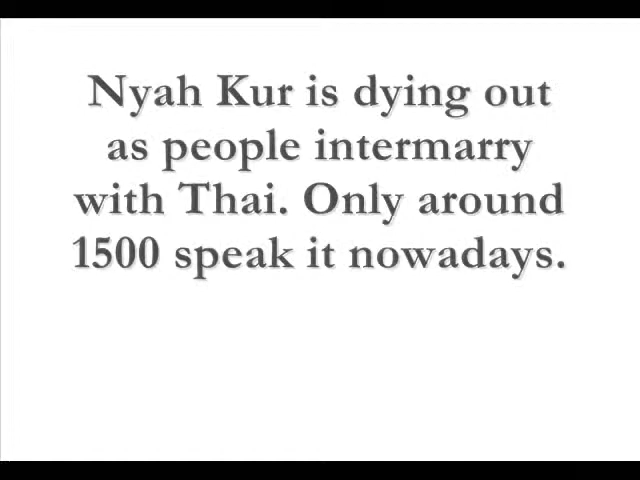 Nyah Kur is dying out
as people intermarry
with Thai. Only around
1500 speak it nowadays.